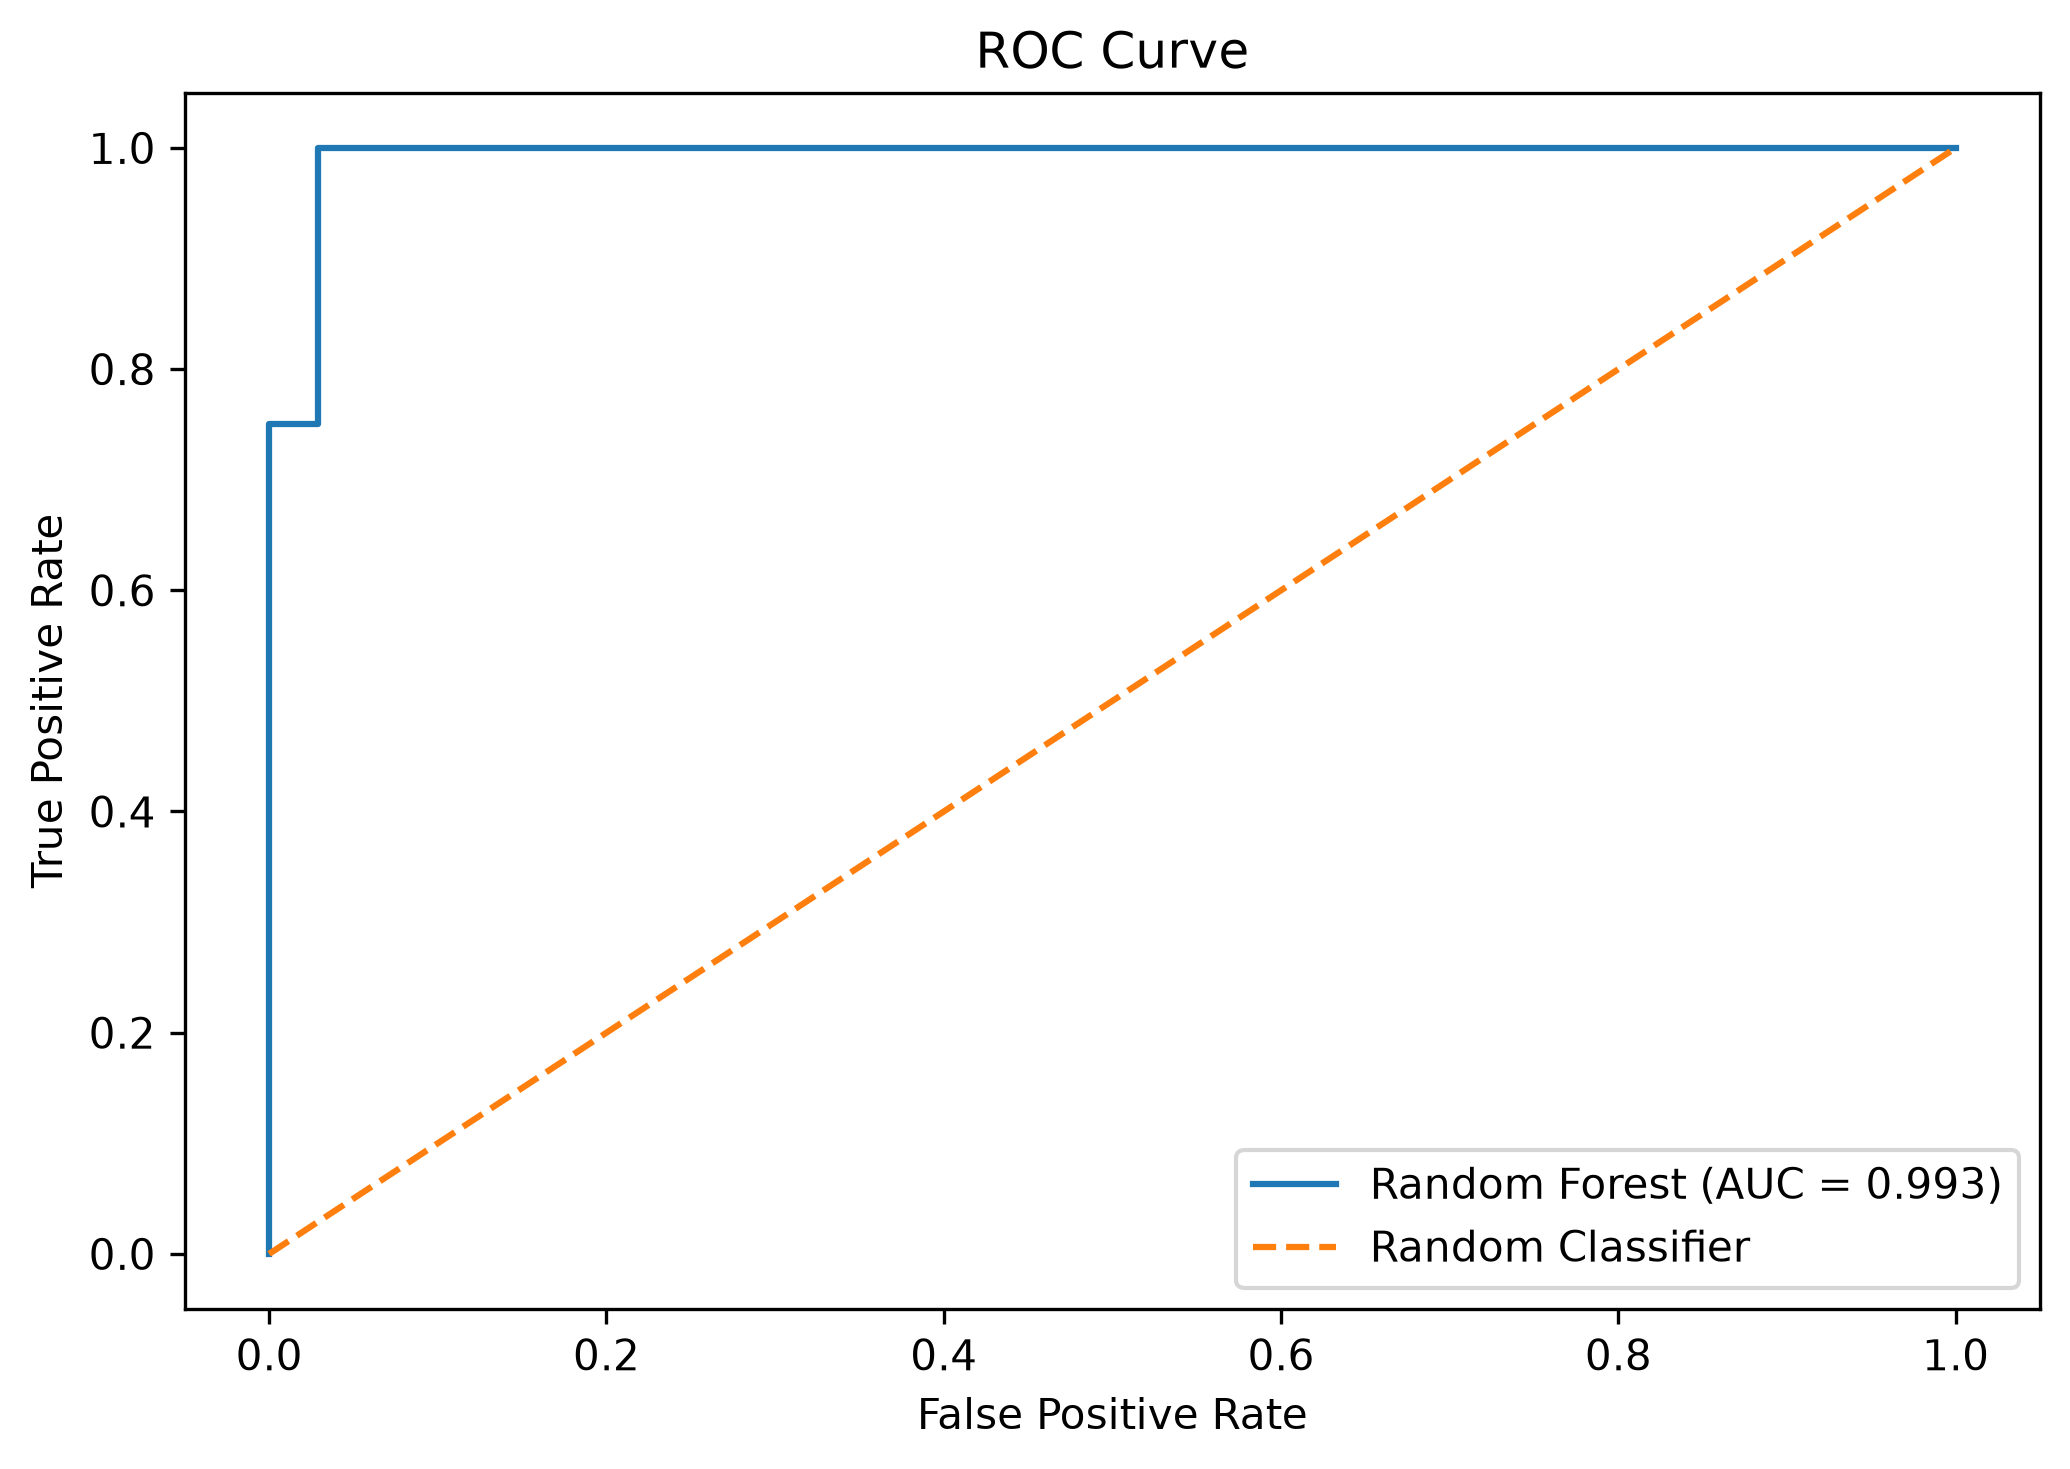 ROC Curve
True Positive Rate
1.0
0.8
0.6
0.4
0.2
0.0
Random Forest (AUC = 0.993)
Random Classifier
0.0 0.2 0.4 0.6 0.8 1.0
False Positive Rate